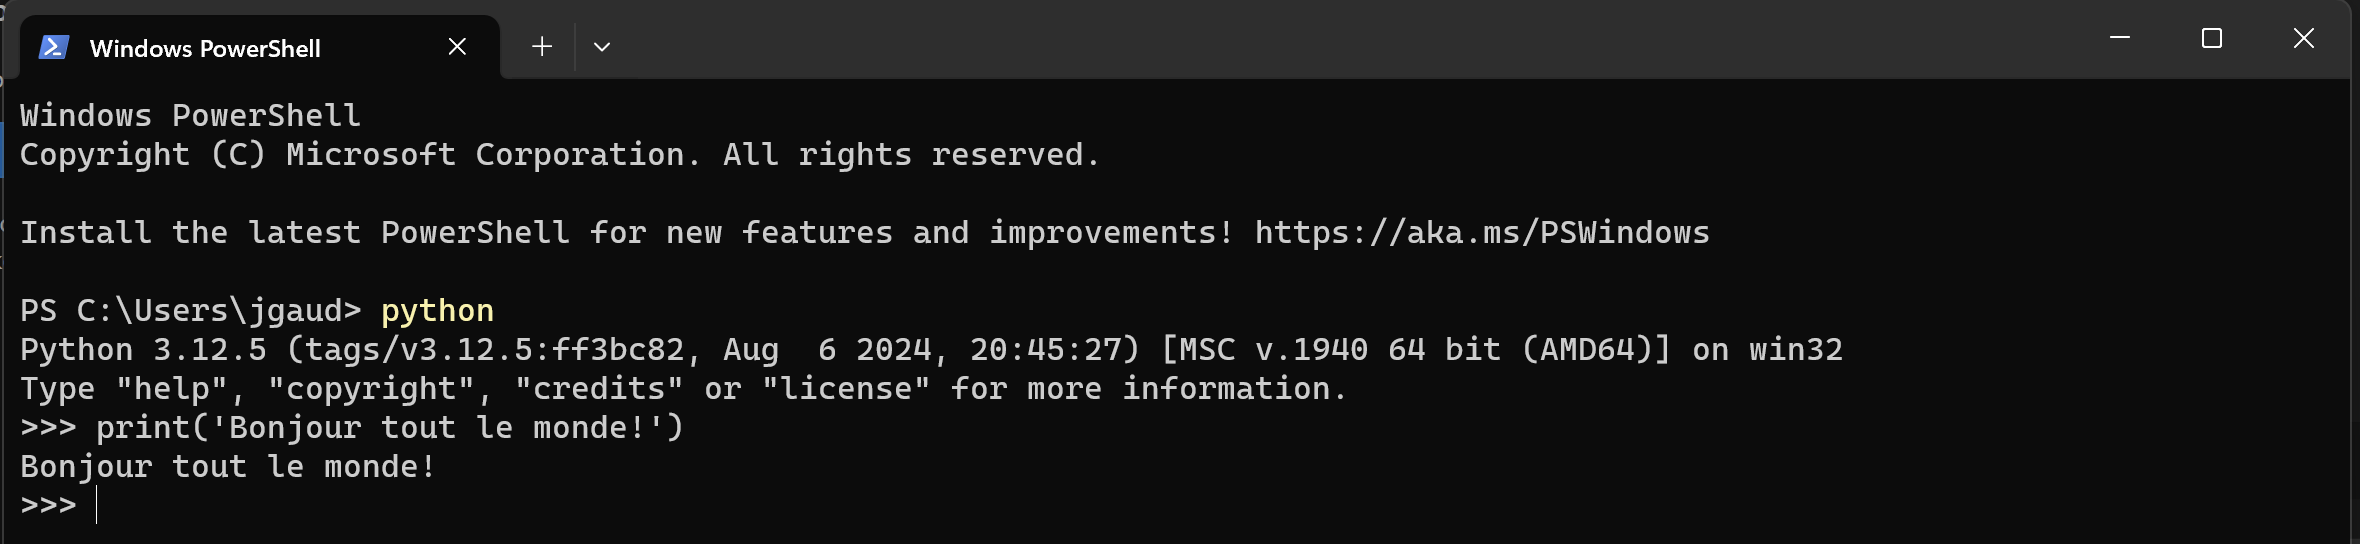 Windows PowerShell
Windows PowerShell
Copyright (C) Microsoft Corporation. All rights reserved.
Install the latest PowerShell for new features and improvements! https://aka.ms/PSWindows
PS C:\Users\jgaud> python
Python 3.12.5 (tags/v3.12.5:ff3bc82, Aug  6 2024, 20:45:27) [MSC v.1940 64 bit (AMD64)] on win32
Type "help", "copyright", "credits" or "license" for more information.
>>> print('Bonjour tout le monde!')
Bonjour tout le monde!
>>>